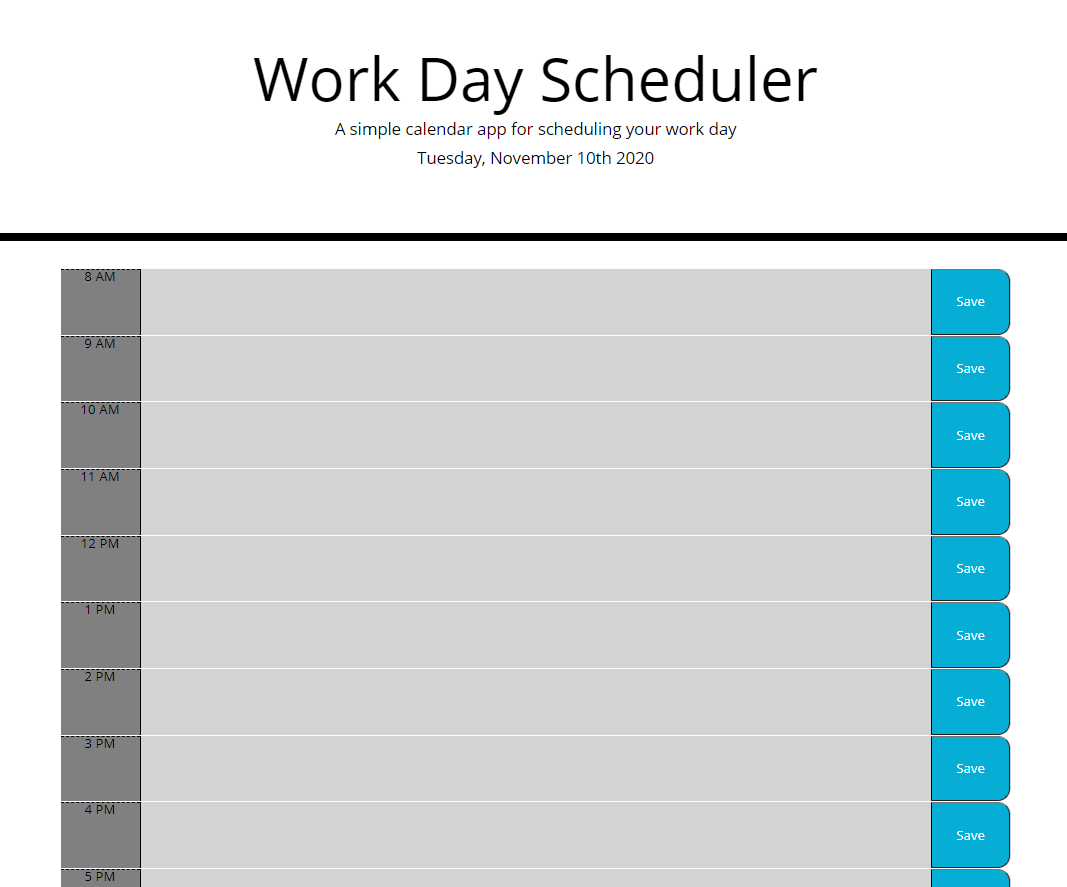 Work Day Scheduler
A simple calendar app for scheduling your work day
Tuesday, November 10th 2020
8 AM
Save
9 AM
Save
10 AM
Save
11 AM
Save
12 PM
Save
1 PM
Save
2 PM
Save
3 PM
Save
4 PM
Save
5 PM